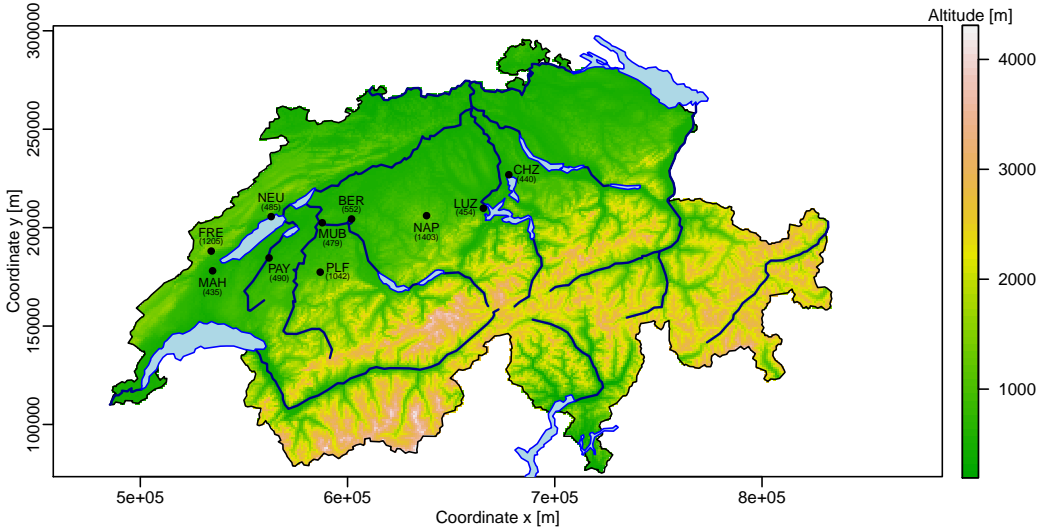 Altitude [m]
300000
250000
200000
150000
100000
Coordinate y [m]
4000
3000
2000
1000
CHZ
(440)
NEU
(485)
BER
(552)
LUZ
(454)
NAP
(1403)
MUB
(479)
FRE
(1205)
PAY
(490)
PLF
(1042)
MAH
(435)
5e+05
6e+05
7e+05
8e+05
Coordinate x [m]